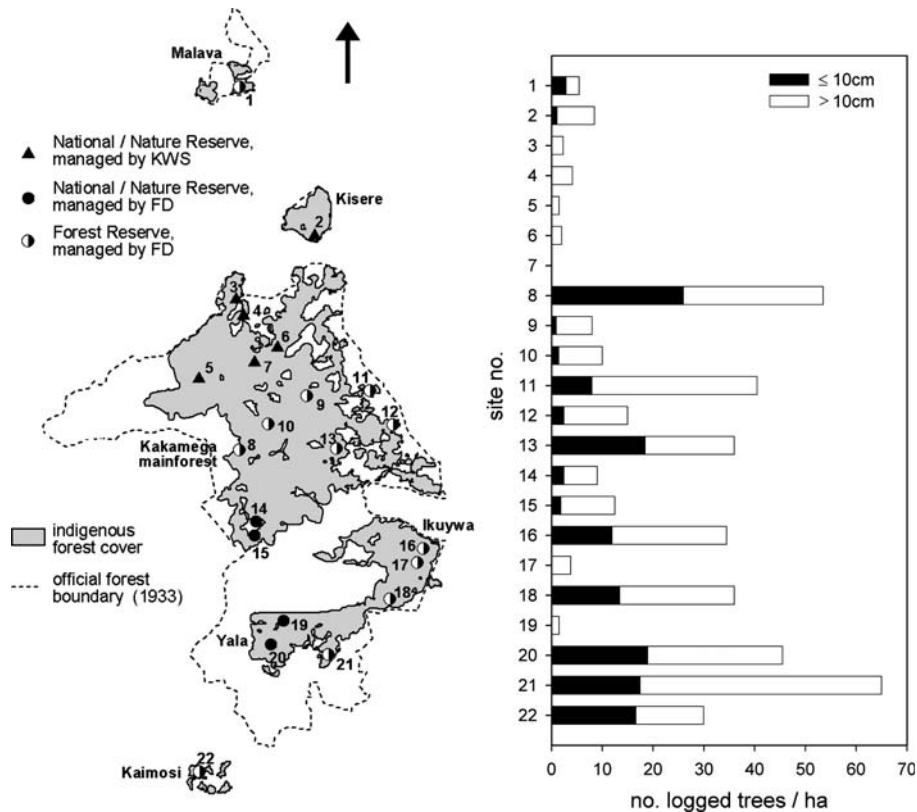 Malava
1
National / Nature Reserve,
managed by KWS
National / Nature Reserve,
managed by FD
Forest Reserve,
managed by FD
Kisere
2
3
4
3
6
5
7
11
9
12
10
Kakamega
mainforest
8
13
14
15
Ikuywa
16
17
18
indigenous
forest cover
official forest
boundary (1933)
19
Yala
20
21
22
Kaimosi
≤ 10cm
> 10cm
site no.
1
2
3
4
5
6
7
8
9
10
11
12
13
14
15
16
17
18
19
20
21
22
0 10 20 30 40 50 60 70
no. logged trees / ha